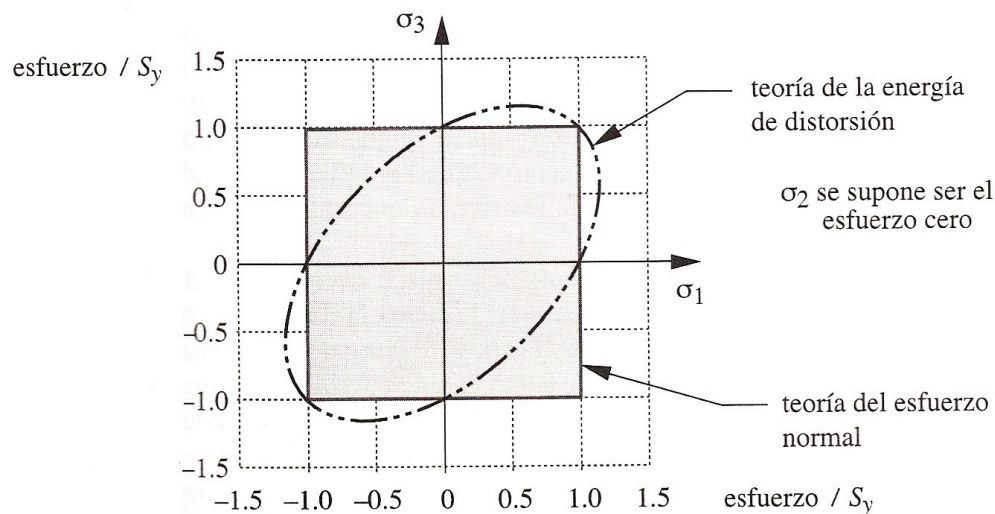 σ3
esfuerzo / Sy
1.5
1.0
0.5
0
–0.5
–1.0
–1.5
–1.5 –1.0 –0.5 0 0.5 1.0 1.5
esfuerzo / Sy
σ1
teoría de la energía
de distorsión
σ2 se supone ser el
esfuerzo cero
teoría del esfuerzo
normal